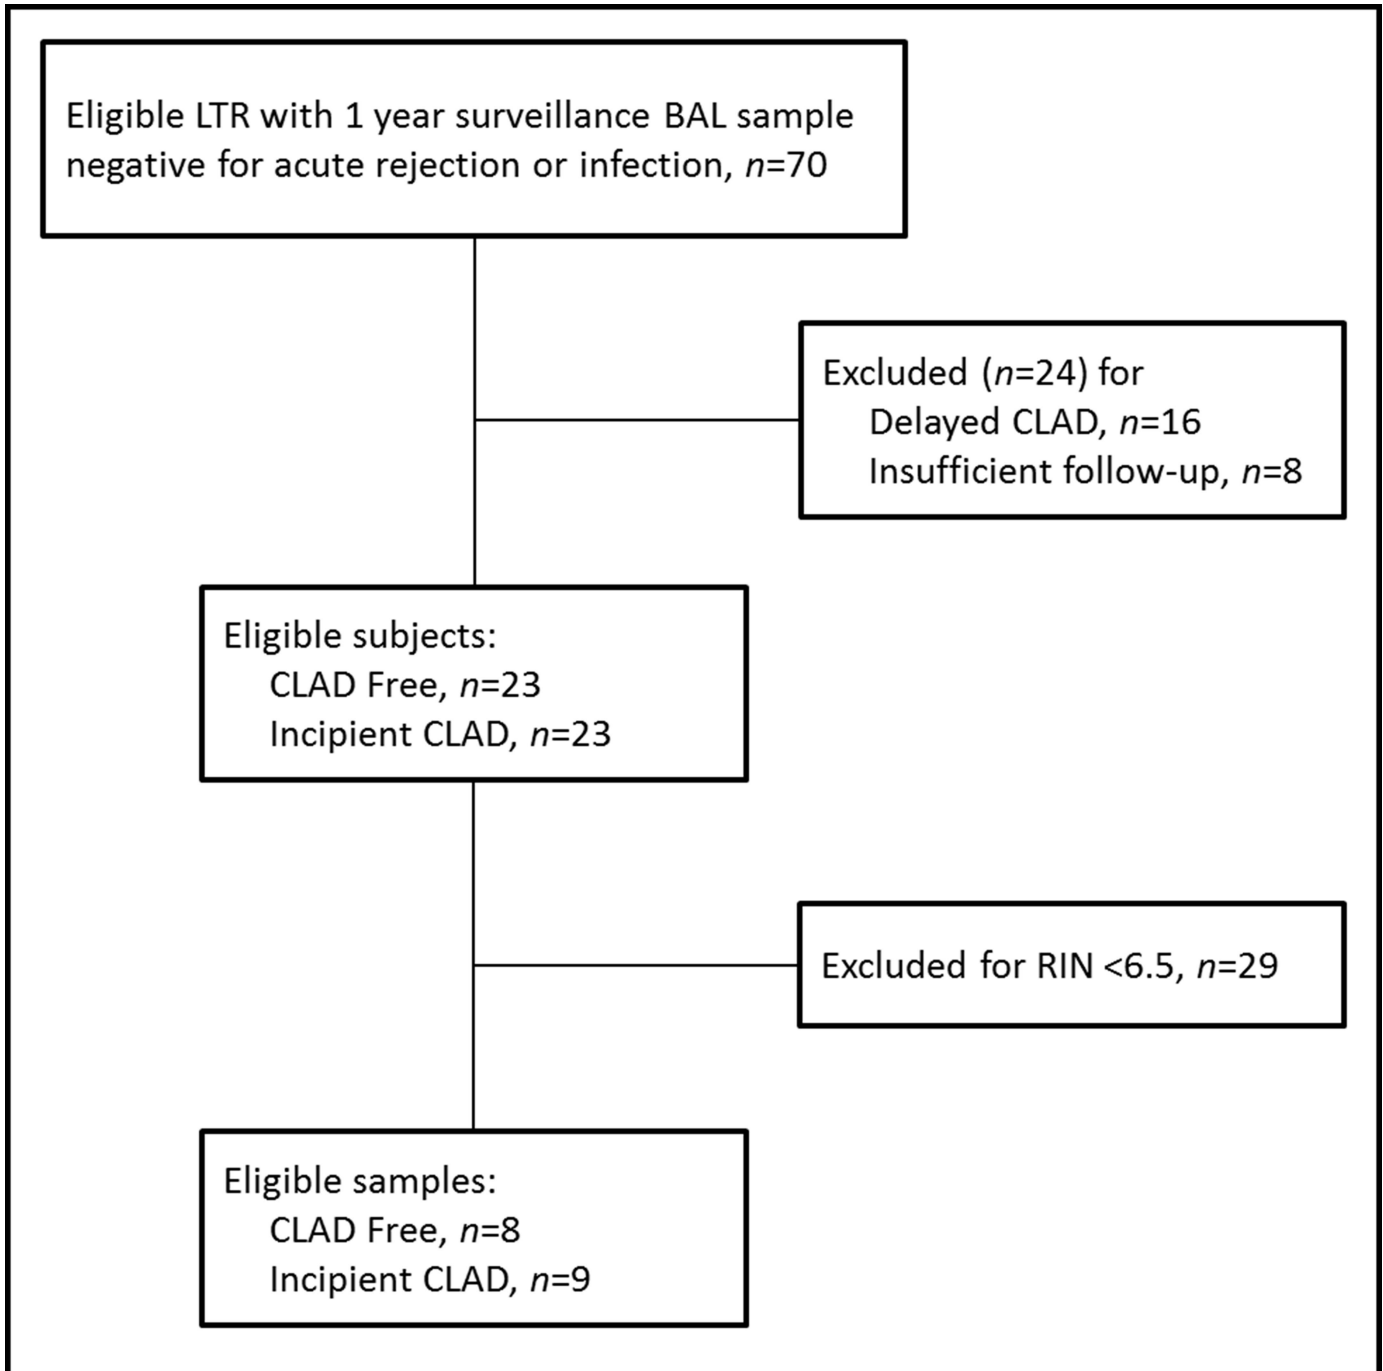 Eligible LTR with 1 year surveillance BAL sample
negative for acute rejection or infection, n=70
Excluded (n=24) for
Delayed CLAD, n=16
Insufficient follow-up, n=8
Eligible subjects:
CLAD Free, n=23
Incipient CLAD, n=23
Excluded for RIN <6.5, n=29
Eligible samples:
CLAD Free, n=8
Incipient CLAD, n=9